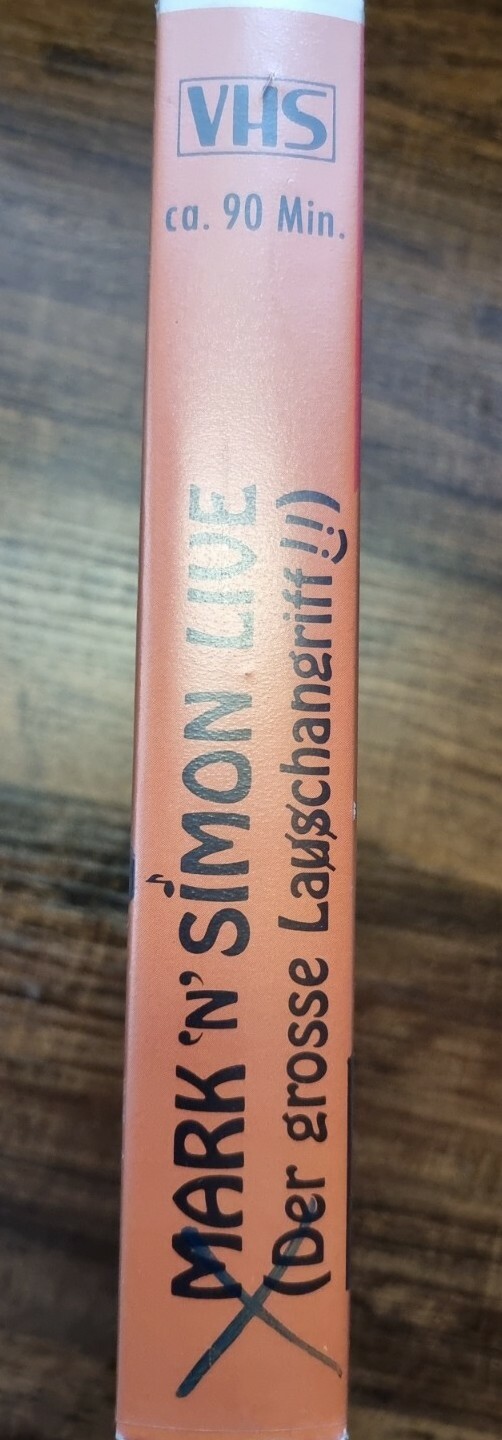 VHS
ca. 90 Min.
MARK 'N' SIMON LIVE
(Der grosse Lauschangriff!!)